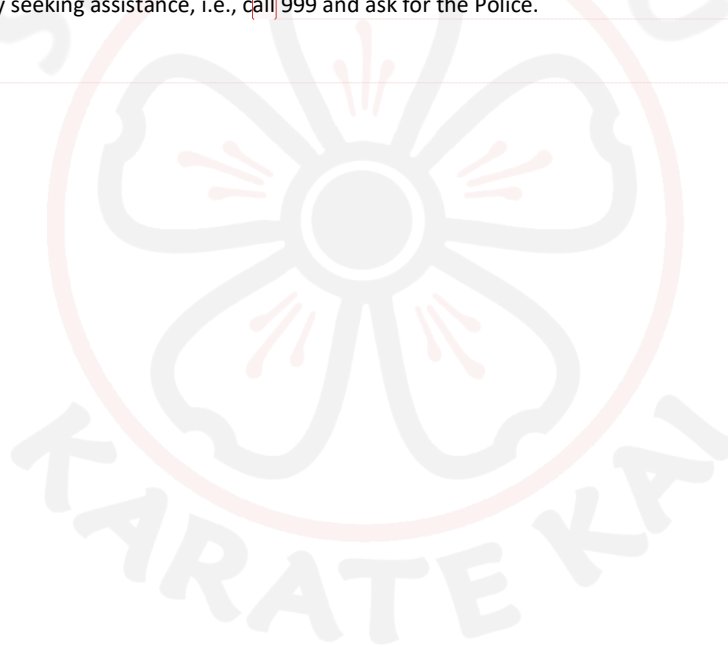 seeking assistance, i.e., call 999 and ask for the Police.
KARATE KAI